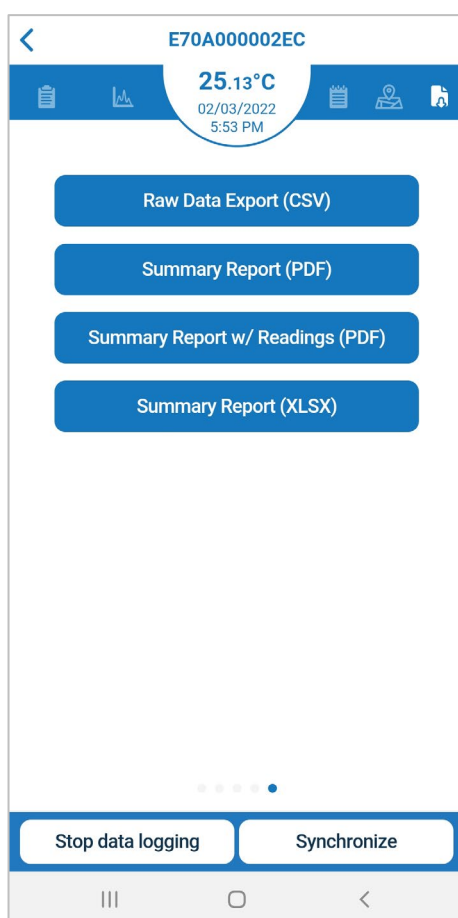 E70A000002EC
25.13°C
02/03/2022
5:53 PM
Raw Data Export (CSV)
Summary Report (PDF)
Summary Report w/ Readings (PDF)
Summary Report (XLSX)
Stop data logging
Synchronize